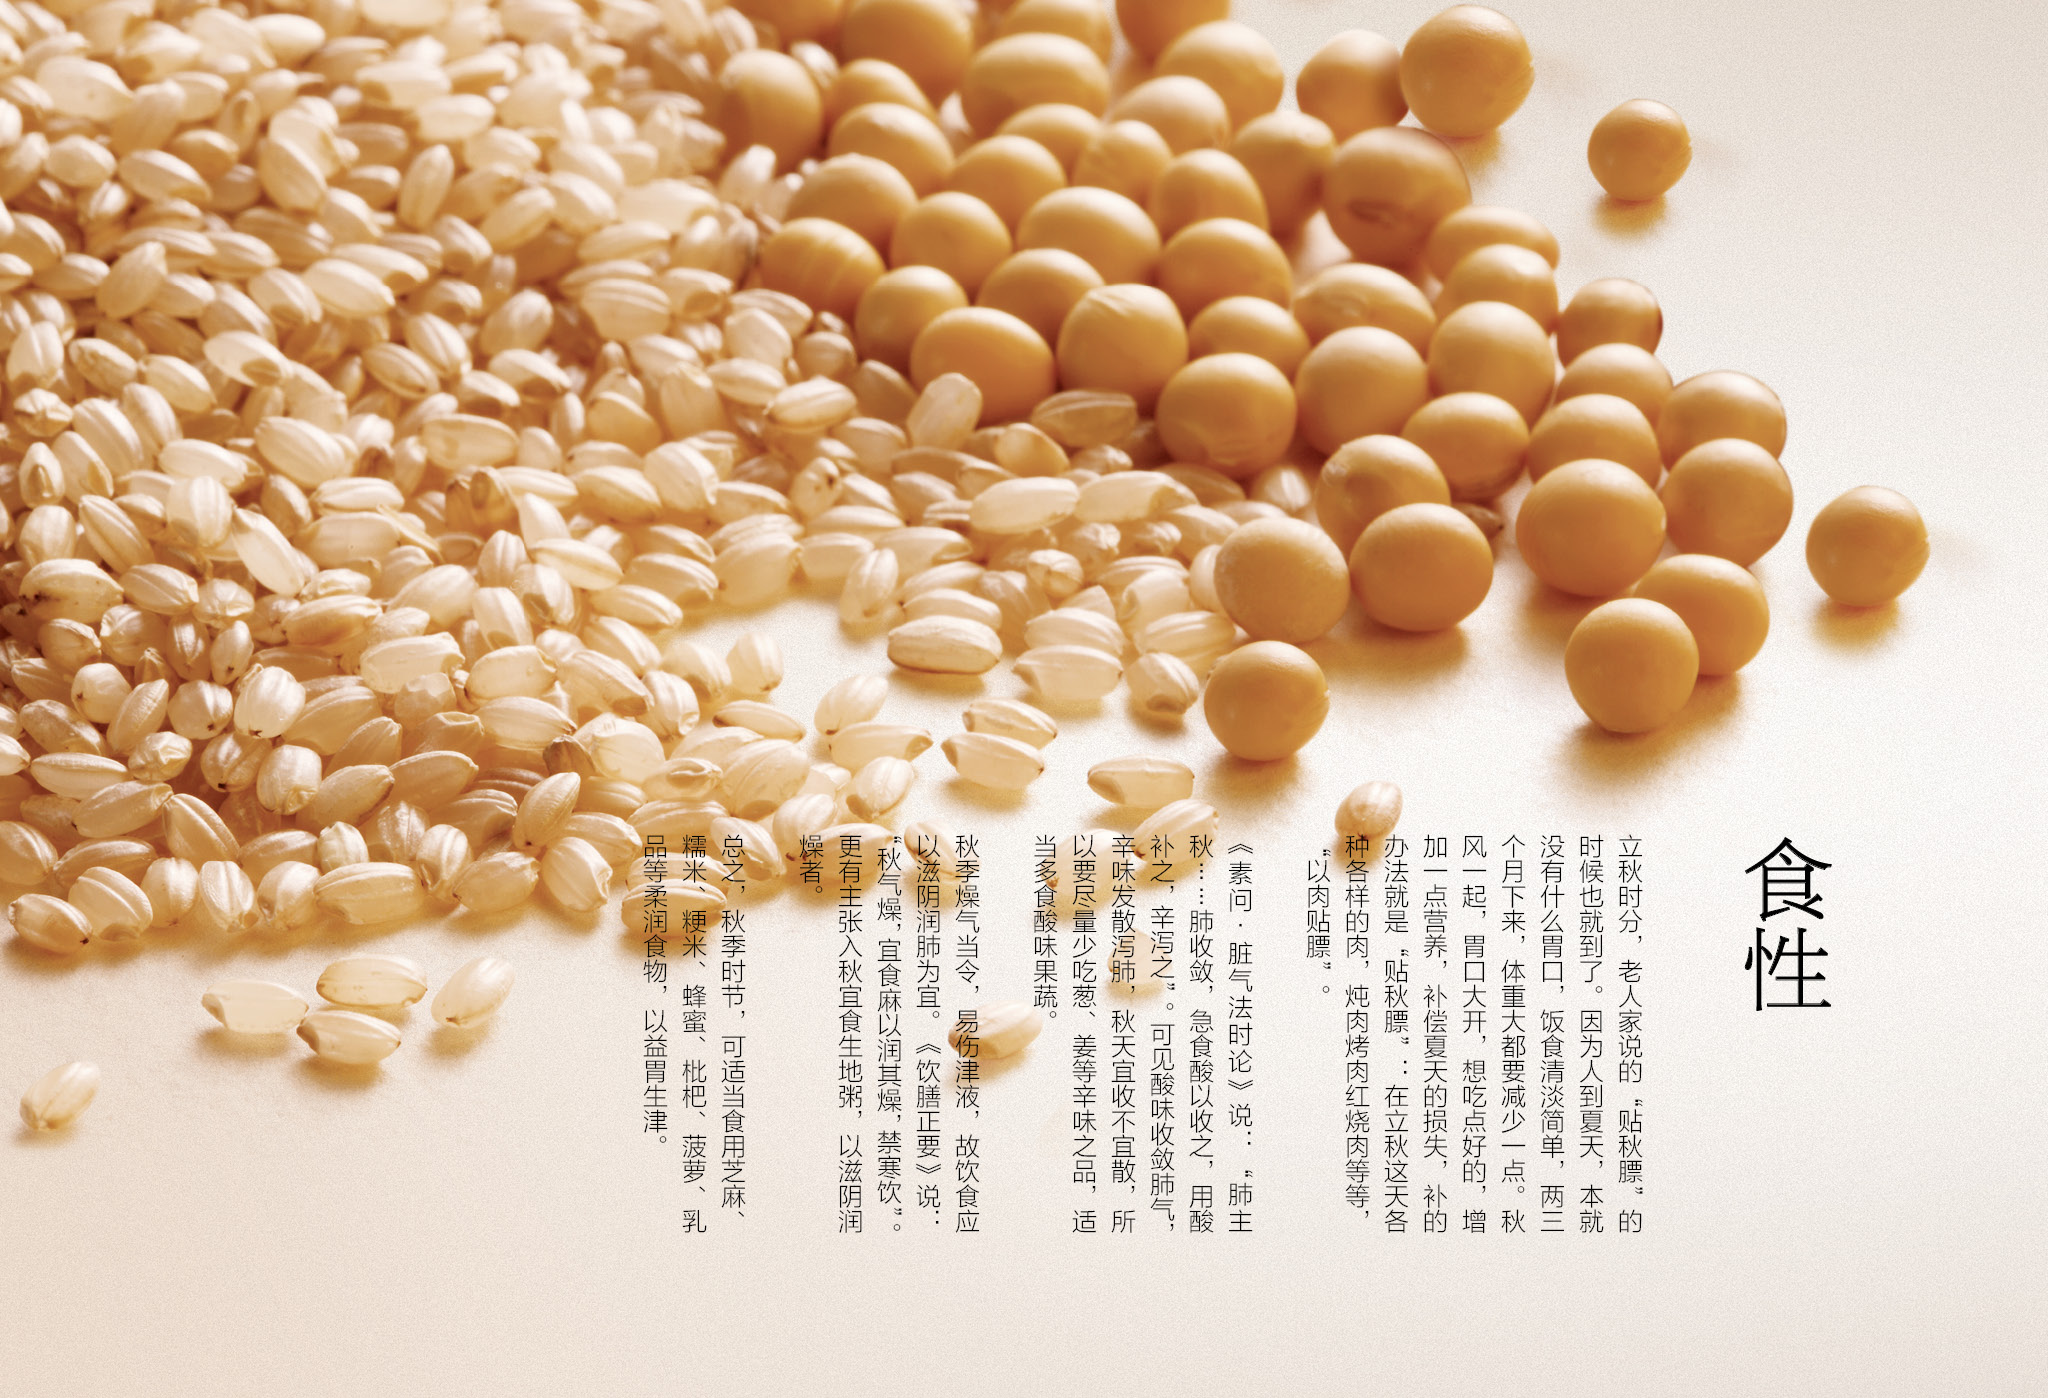 食性
立秋时分，老人家说的“贴秋膘”的
时候也就到了。因为人到夏天，本就
没有什么胃口，饭食清淡简单，两三
个月下来，体重大都要减少一点。秋
风一起，胃口大开，想吃点好的，增
加一点营养，补偿夏天的损失，补的
办法就是“贴秋膘”：在立秋这天各
种各样的肉，炖肉烤肉红烧肉等等，
“以肉贴膘”。
《素问·脏气法时论》说：“肺主
秋……肺收敛，急食酸以收之，用酸
补之，辛泻之”。可见酸味收敛肺气，
辛味发散泻肺，秋天宜收不宜散，所
以要尽量少吃葱、姜等辛味之品，适
当多食酸味果蔬。
秋季燥气当令，易伤津液，故饮食应
以滋阴润肺为宜。《饮膳正要》说：
“秋气燥，宜食麻以润其燥，禁寒饮”。
更有主张入秋宜食生地粥，以滋阴润
燥者。
总之，秋季时节，可适当食用芝麻、
糯米、粳米、蜂蜜、枇杷、菠萝、乳
品等柔润食物，以益胃生津。